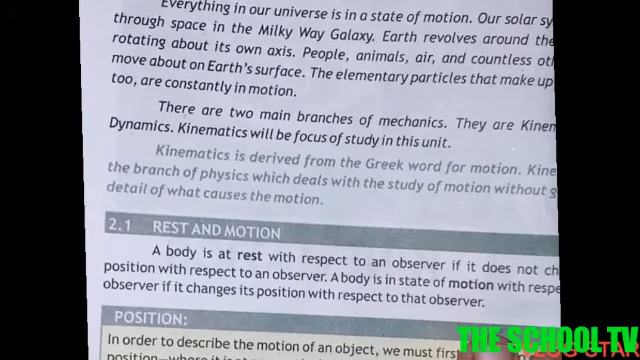 Everything in our universe is in a state of motion. Our solar sy
through space in the Milky Way Galaxy. Earth revolves around the
rotating about its own axis. People, animals, air, and countless ot
move about on Earth's surface. The elementary particles that make up
too, are constantly in motion.
There are two main branches of mechanics. They are Kinem
Dynamics. Kinematics will be focus of study in this unit.
Kinematics is derived from the Greek word for motion. Kine
the branch of physics which deals with the study of motion without g
detail of what causes the motion.
2.1 REST AND MOTION
A body is at rest with respect to an observer if it does not ch
position with respect to an observer. A body is in state of motion with respe
observer if it changes its position with respect to that observer.
POSITION:
In order to describe the motion of an object, we must first
position—where it is at
THE SCHOOL TV